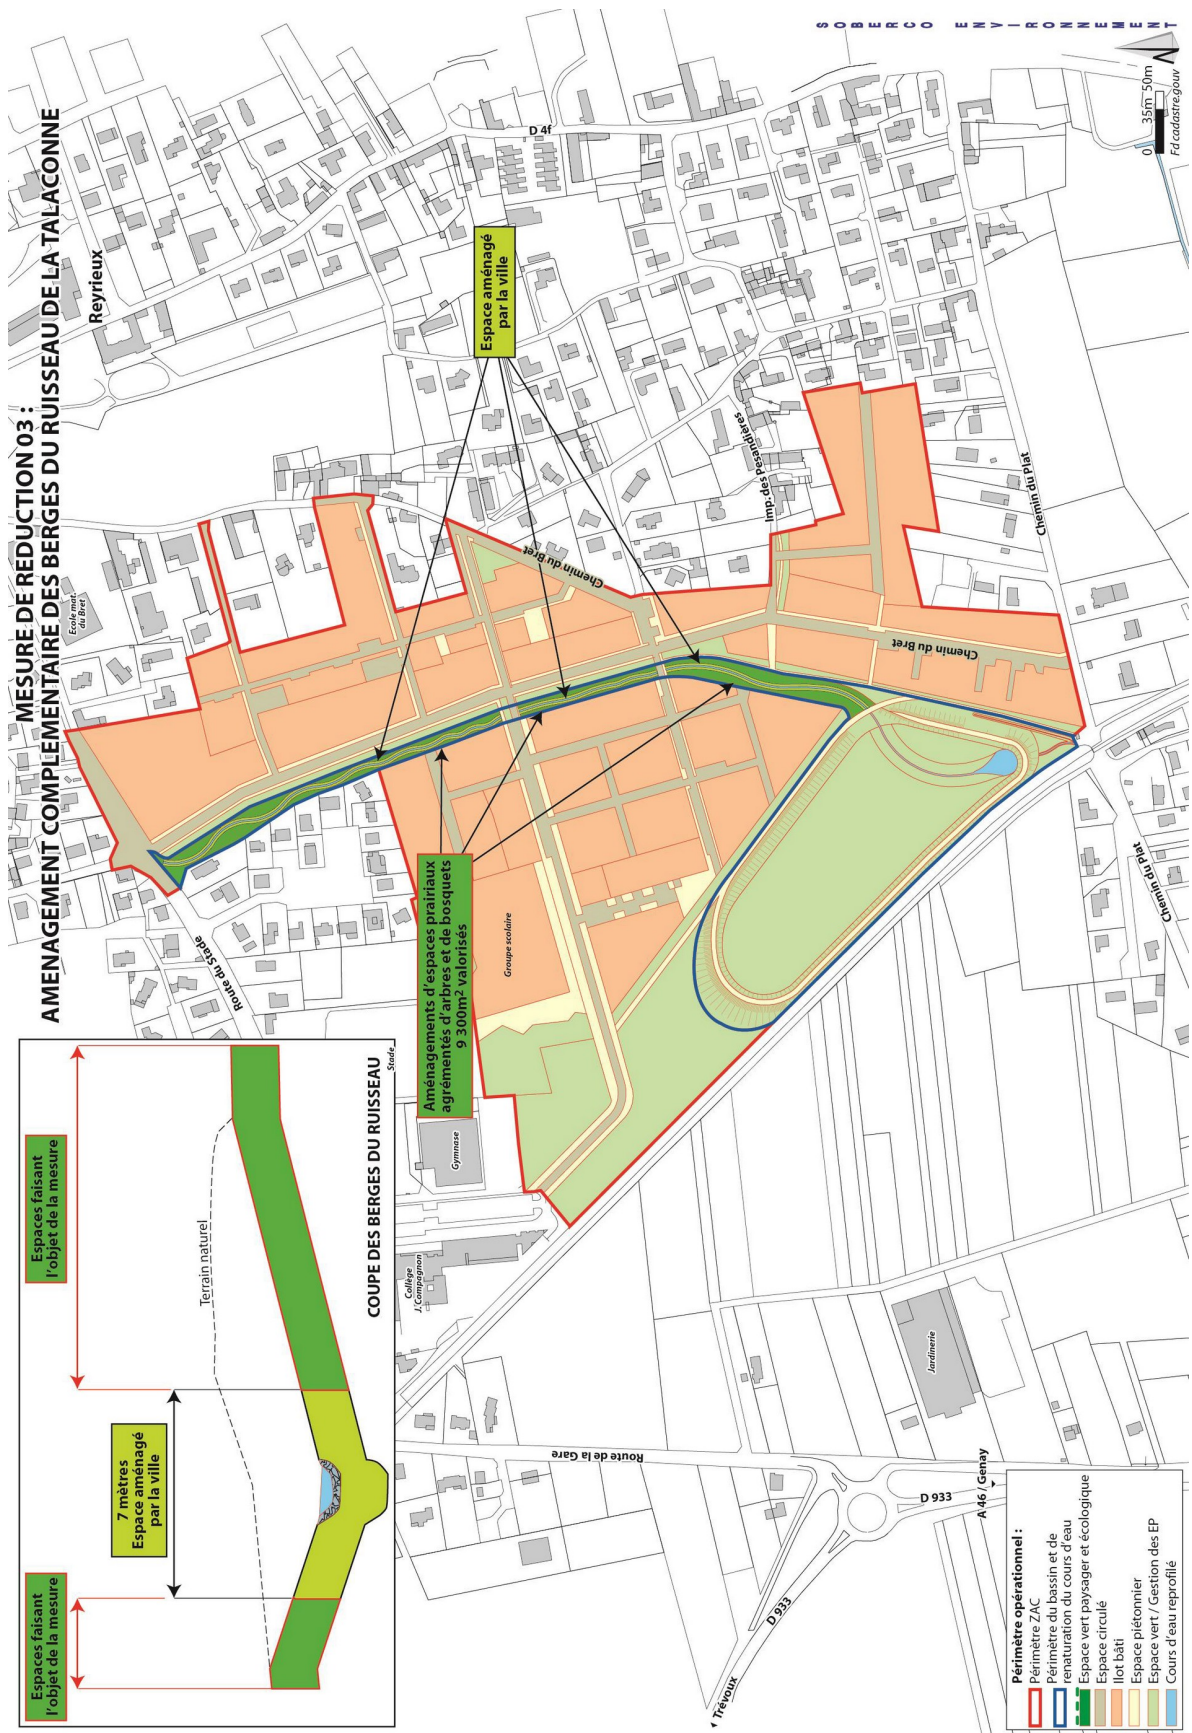 MESURE DE REDUCTION 03 :
AMENAGEMENT COMPLEMENTAIRE DES BERGES DU RUISSEAU DE LA TALACONNE
Espaces faisant
l'objet de la mesure
7 mètres
Espace aménagé
par la ville
Espaces faisant
l'objet de la mesure
Terrain naturel
COUPE DES BERGES DU RUISSEAU
Stade
Route du Stade
Ecole mat.
du Bret
Reyrieux
D 4f
Espace aménagé
par la ville
Aménagements d'espaces prairiaux
agrémentés d'arbres et de bosquets
9 300m² valorisés
Groupe scolaire
Gymnase
Collège
J. Compagnon
Chemin du Bret
Imp. des Pesandières
Chemin du Bret
Chemin du Plat
Chemin du Plat
Jardinerie
Route de la Gare
D 933
D 933
Trévoux
A 46 / Genay
Périmètre opérationnel :
Périmètre ZAC
Périmètre du bassin et de
renaturation du cours d'eau
Espace vert paysager et écologique
Espace circulé
Ilot bâti
Espace piétonnier
Espace vert / Gestion des EP
Cours d'eau reprofilé
SOBERCO ENVIRONNEMENT
N
0 35m 50m
Fd cadastre.gouv